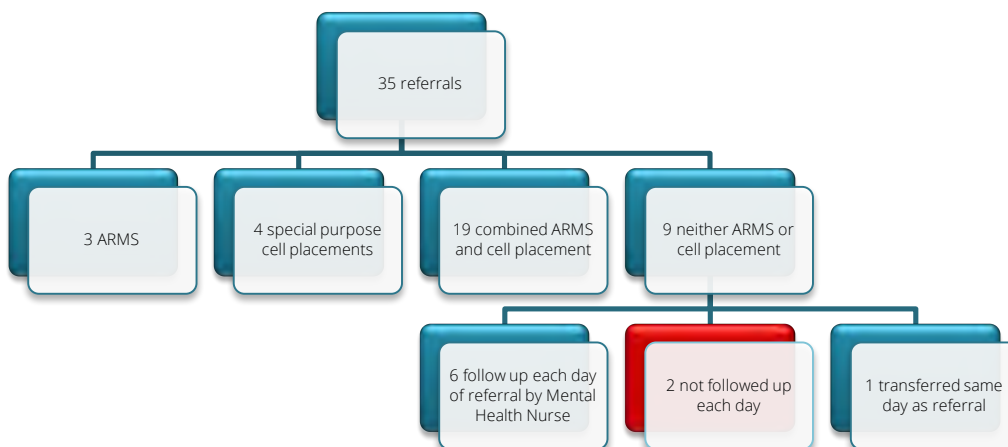 35 referrals
3 ARMS
4 special purpose
cell placements
19 combined ARMS
and cell placement
9 neither ARMS or
cell placement
6 follow up each day
of referral by Mental
Health Nurse
2 not followed up
each day
1 transferred same
day as referral